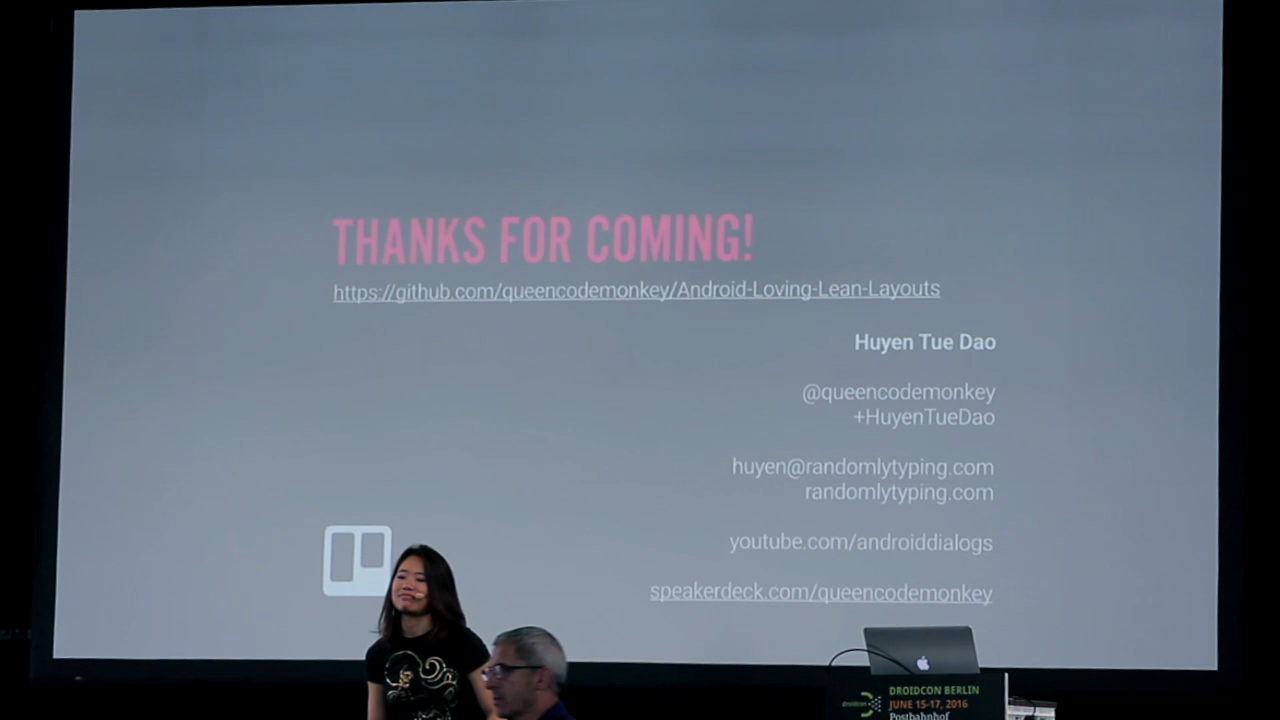 THANKS FOR COMING!
https://github.com/queencodemonkey/Android-Loving-Lean-Layouts
Huyen Tue Dao
@queencodemonkey
+HuyenTueDao
huyen@randomlytyping.com
randomlytyping.com
youtube.com/androiddialogs
speakerdeck.com/queencodemonkey
droidcon
DROIDCON BERLIN
JUNE 15-17, 2016
Postbahnhof